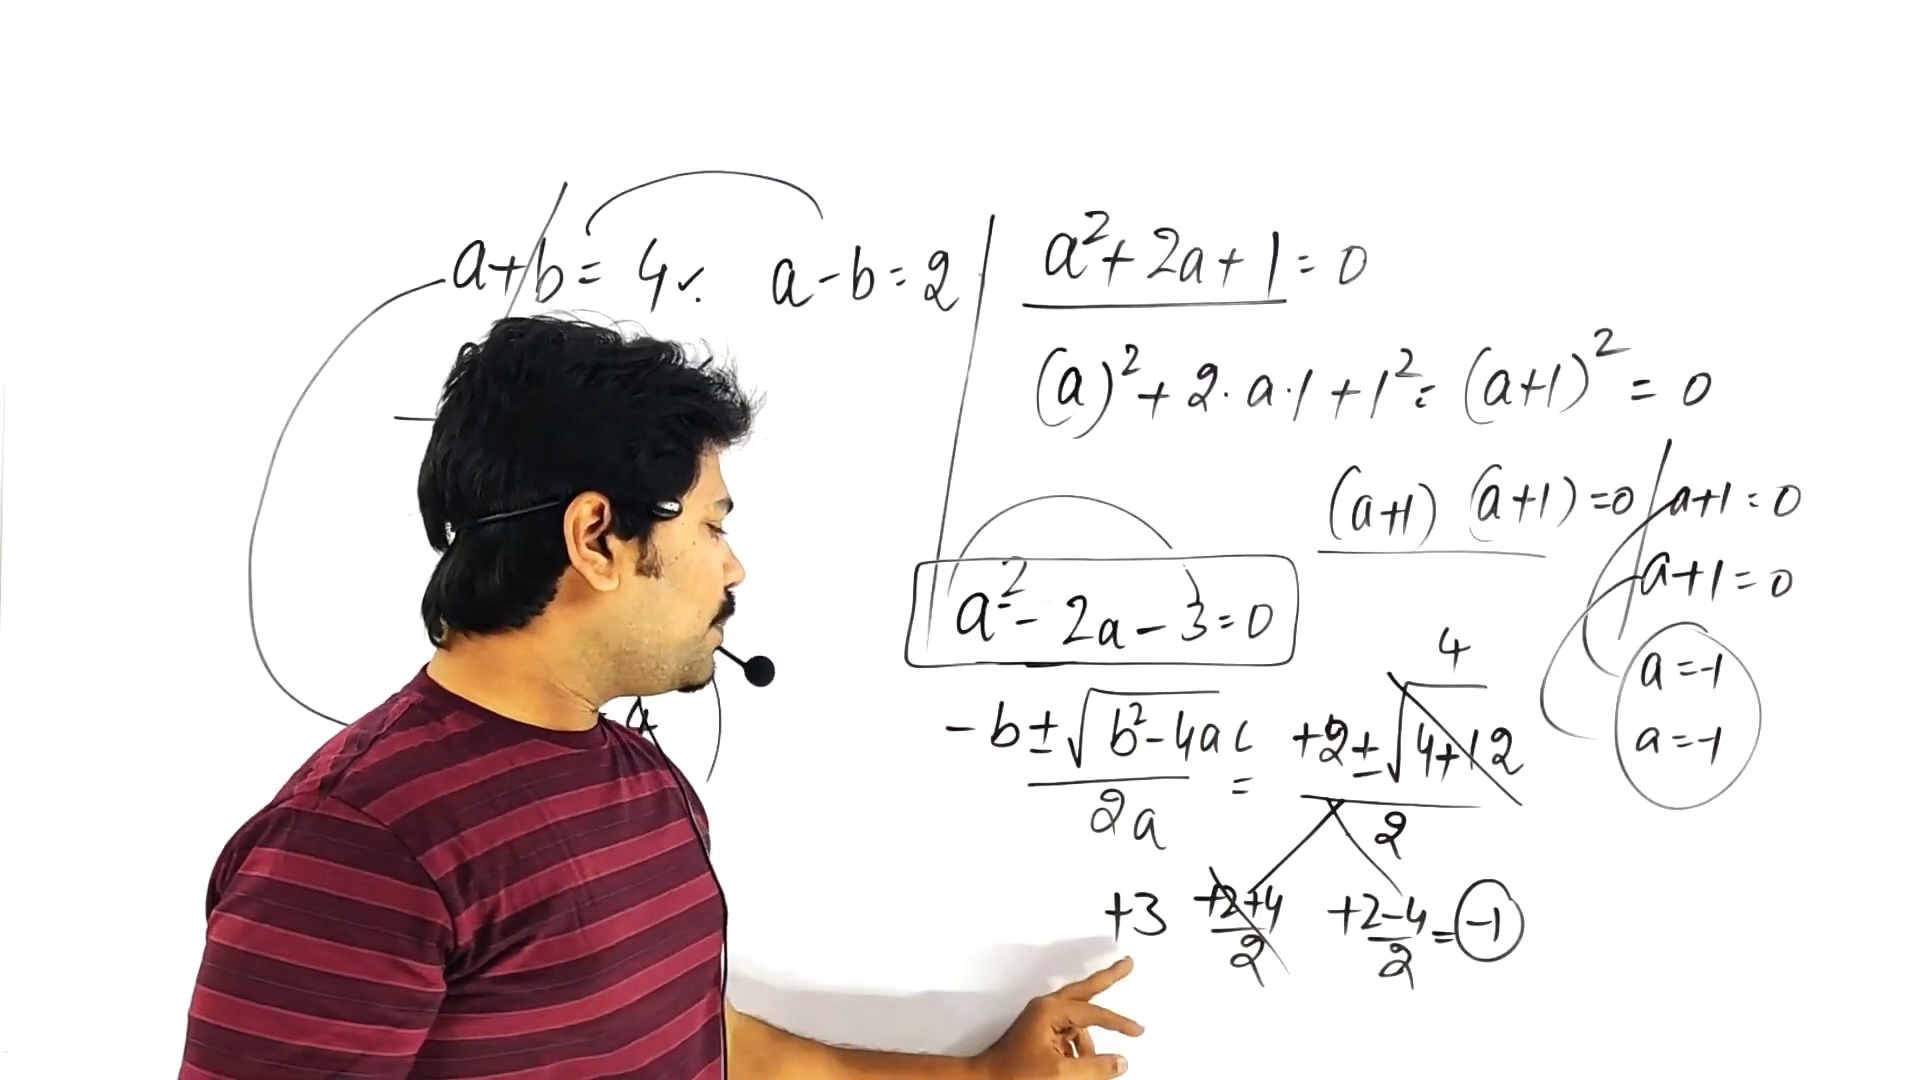 a+b = 4 ✓. a-b = 2
a² + 2a + 1 = 0
(a)² + 2·a·1 + 1² = (a+1)² = 0
(a+1) (a+1) = 0
a+1 = 0
a+1 = 0
a = -1
a = -1
a² - 2a - 3 = 0
-b ± √b²-4ac / 2a = +2 ± √4+12 / 2
4
+3 +2+4 / 2 +2-4 / 2 = -1